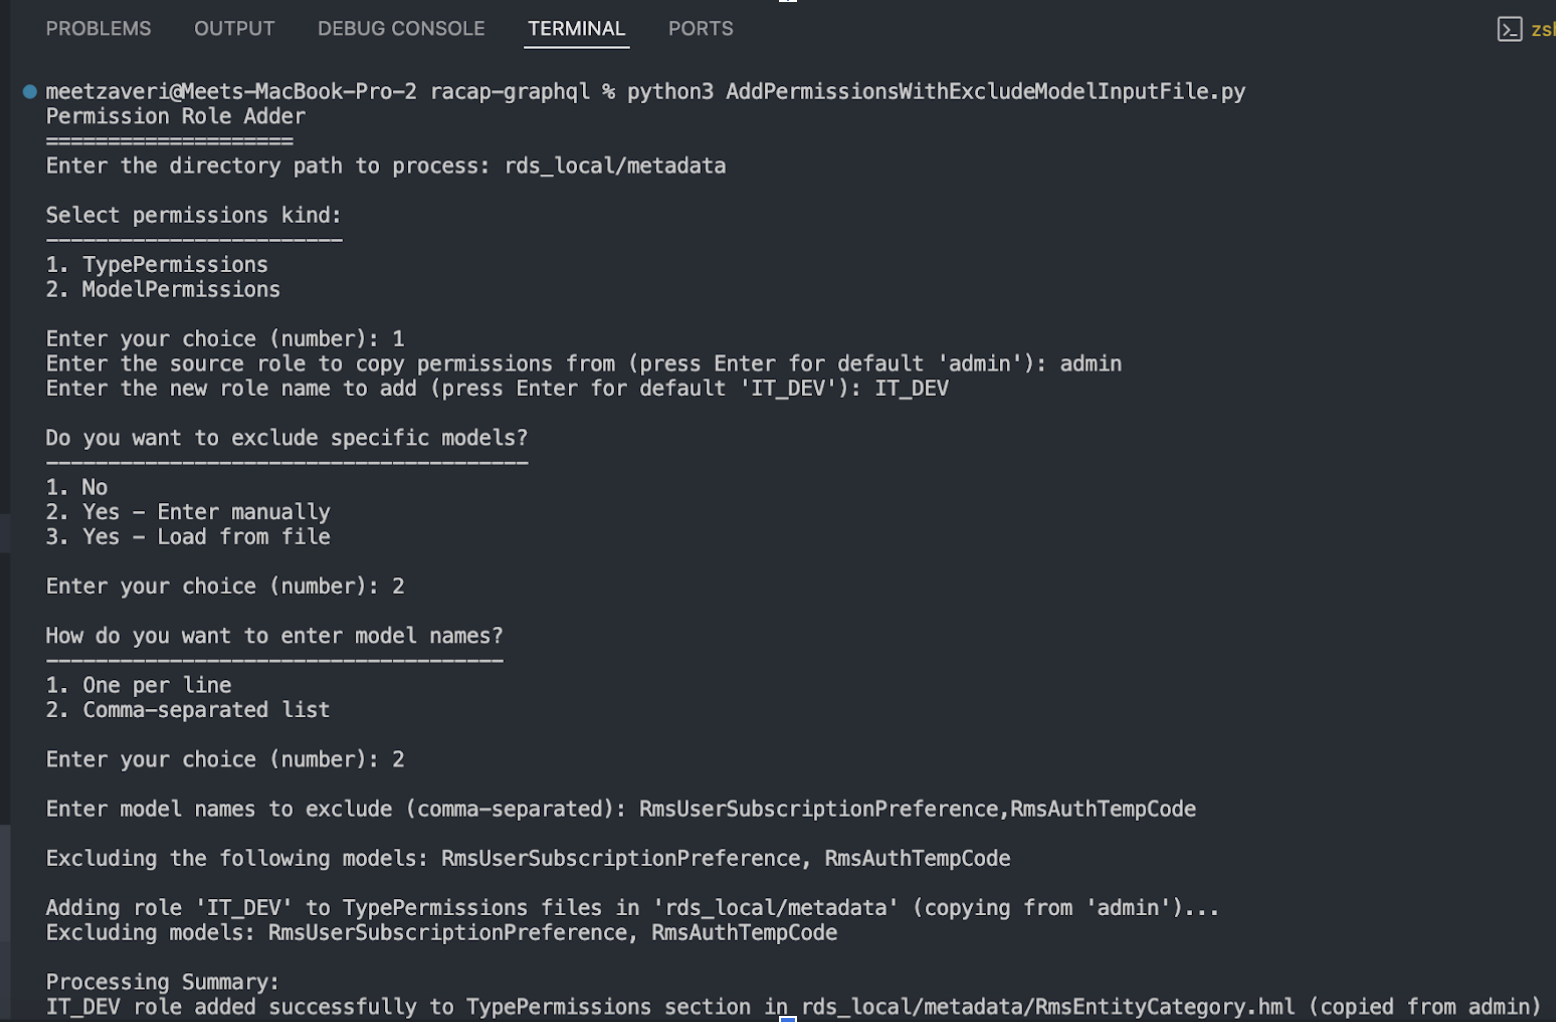 PROBLEMS OUTPUT DEBUG CONSOLE TERMINAL PORTS
meetzaveri@Meets-MacBook-Pro-2 racap-graphql % python3 AddPermissionsWithExcludeModelInputFile.py
Permission Role Adder
====================
Enter the directory path to process: rds_local/metadata
Select permissions kind:
------------------------
1. TypePermissions
2. ModelPermissions
Enter your choice (number): 1
Enter the source role to copy permissions from (press Enter for default 'admin'): admin
Enter the new role name to add (press Enter for default 'IT_DEV'): IT_DEV
Do you want to exclude specific models?
---------------------------------------
1. No
2. Yes - Enter manually
3. Yes - Load from file
Enter your choice (number): 2
How do you want to enter model names?
-------------------------------------
1. One per line
2. Comma-separated list
Enter your choice (number): 2
Enter model names to exclude (comma-separated): RmsUserSubscriptionPreference,RmsAuthTempCode
Excluding the following models: RmsUserSubscriptionPreference, RmsAuthTempCode
Adding role 'IT_DEV' to TypePermissions files in 'rds_local/metadata' (copying from 'admin')...
Excluding models: RmsUserSubscriptionPreference, RmsAuthTempCode
Processing Summary:
IT_DEV role added successfully to TypePermissions section in rds_local/metadata/RmsEntityCategory.hml (copied from admin)